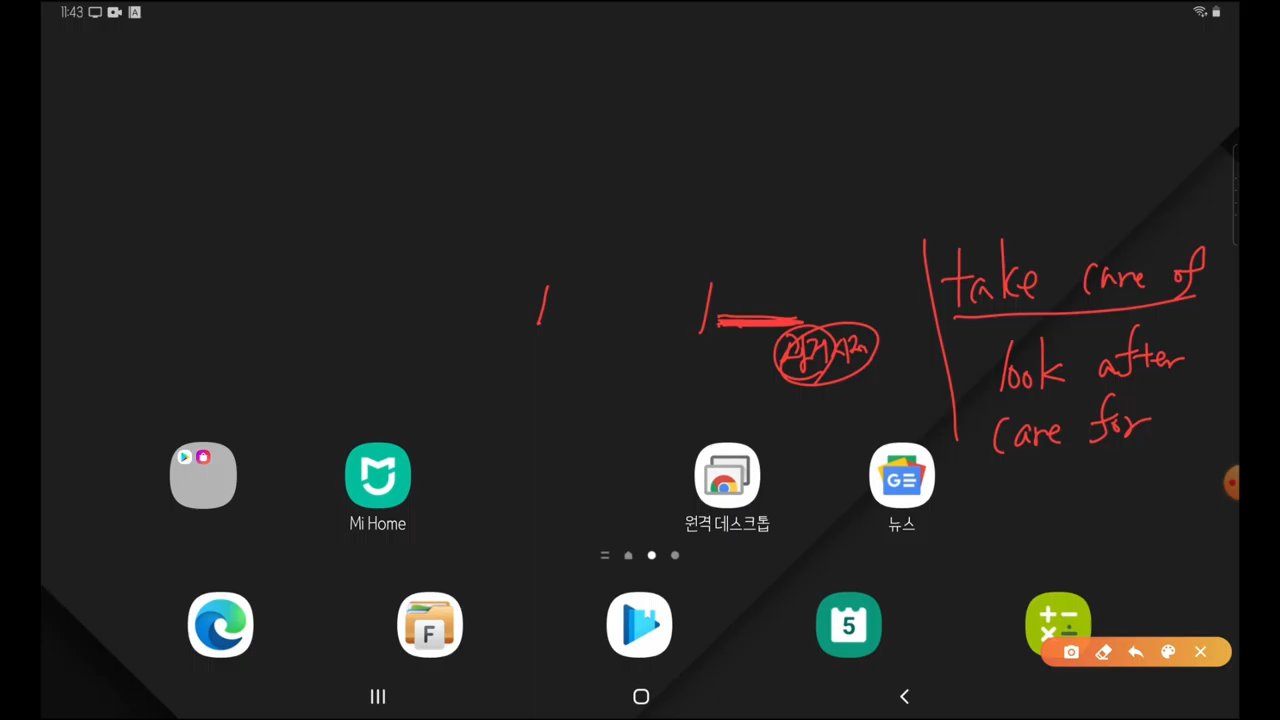 11:43
take care of
look after
care for
Mi Home
원격 데스크톱
GE
뉴스
F
5